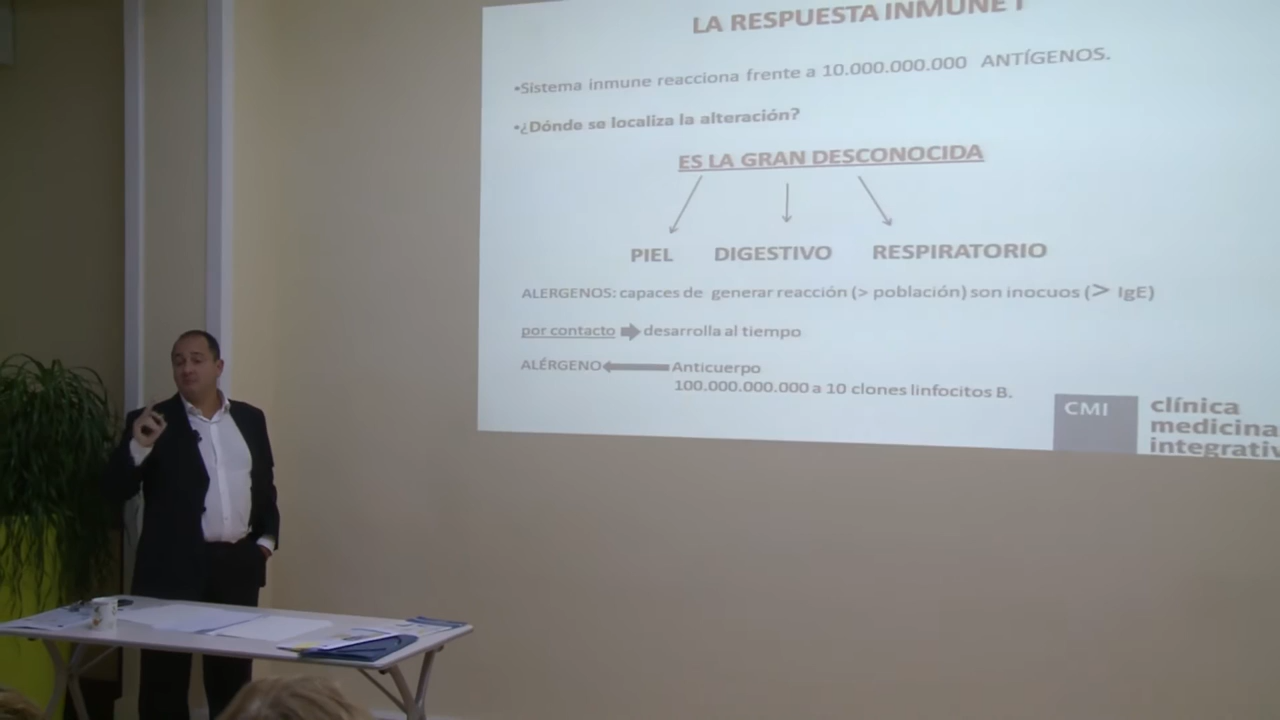 LA RESPUESTA INMUNE I
•Sistema inmune reacciona frente a 10.000.000.000 ANTÍGENOS.
•¿Dónde se localiza la alteración?
ES LA GRAN DESCONOCIDA
PIEL DIGESTIVO RESPIRATORIO
ALERGENOS: capaces de generar reacción (> población) son inocuos (> IgE)
por contacto desarrolla al tiempo
ALÉRGENO Anticuerpo
100.000.000.000 a 10 clones linfocitos B.
CMI
clínica
medicina
integrativ